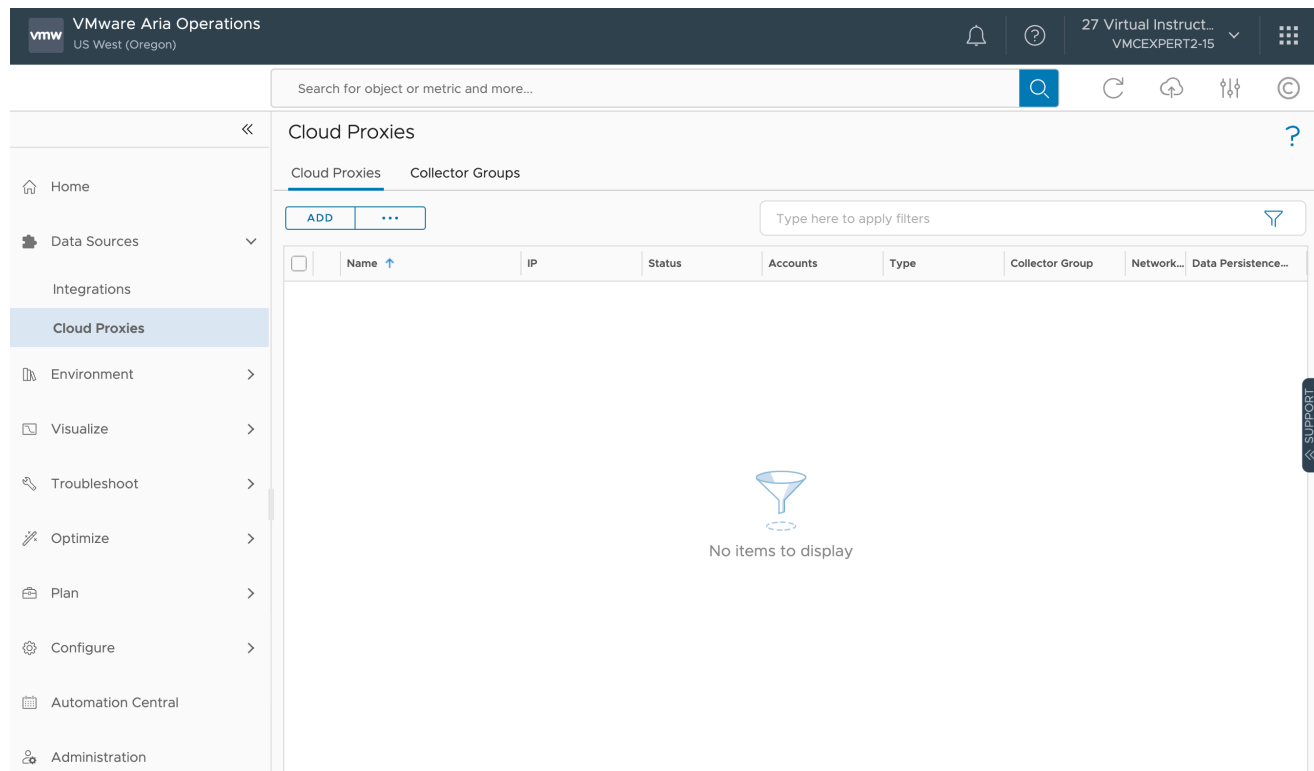 vmw
VMware Aria Operations
US West (Oregon)
27 Virtual Instruct...
VMCEXPERT2-15
Search for object or metric and more...
Cloud Proxies
?
Cloud Proxies
Collector Groups
Home
Data Sources
Integrations
Cloud Proxies
Environment
Visualize
Troubleshoot
Optimize
Plan
Configure
Automation Central
Administration
ADD
...
Type here to apply filters
Name
IP
Status
Accounts
Type
Collector Group
Network...
Data Persistence...
No items to display
SUPPORT